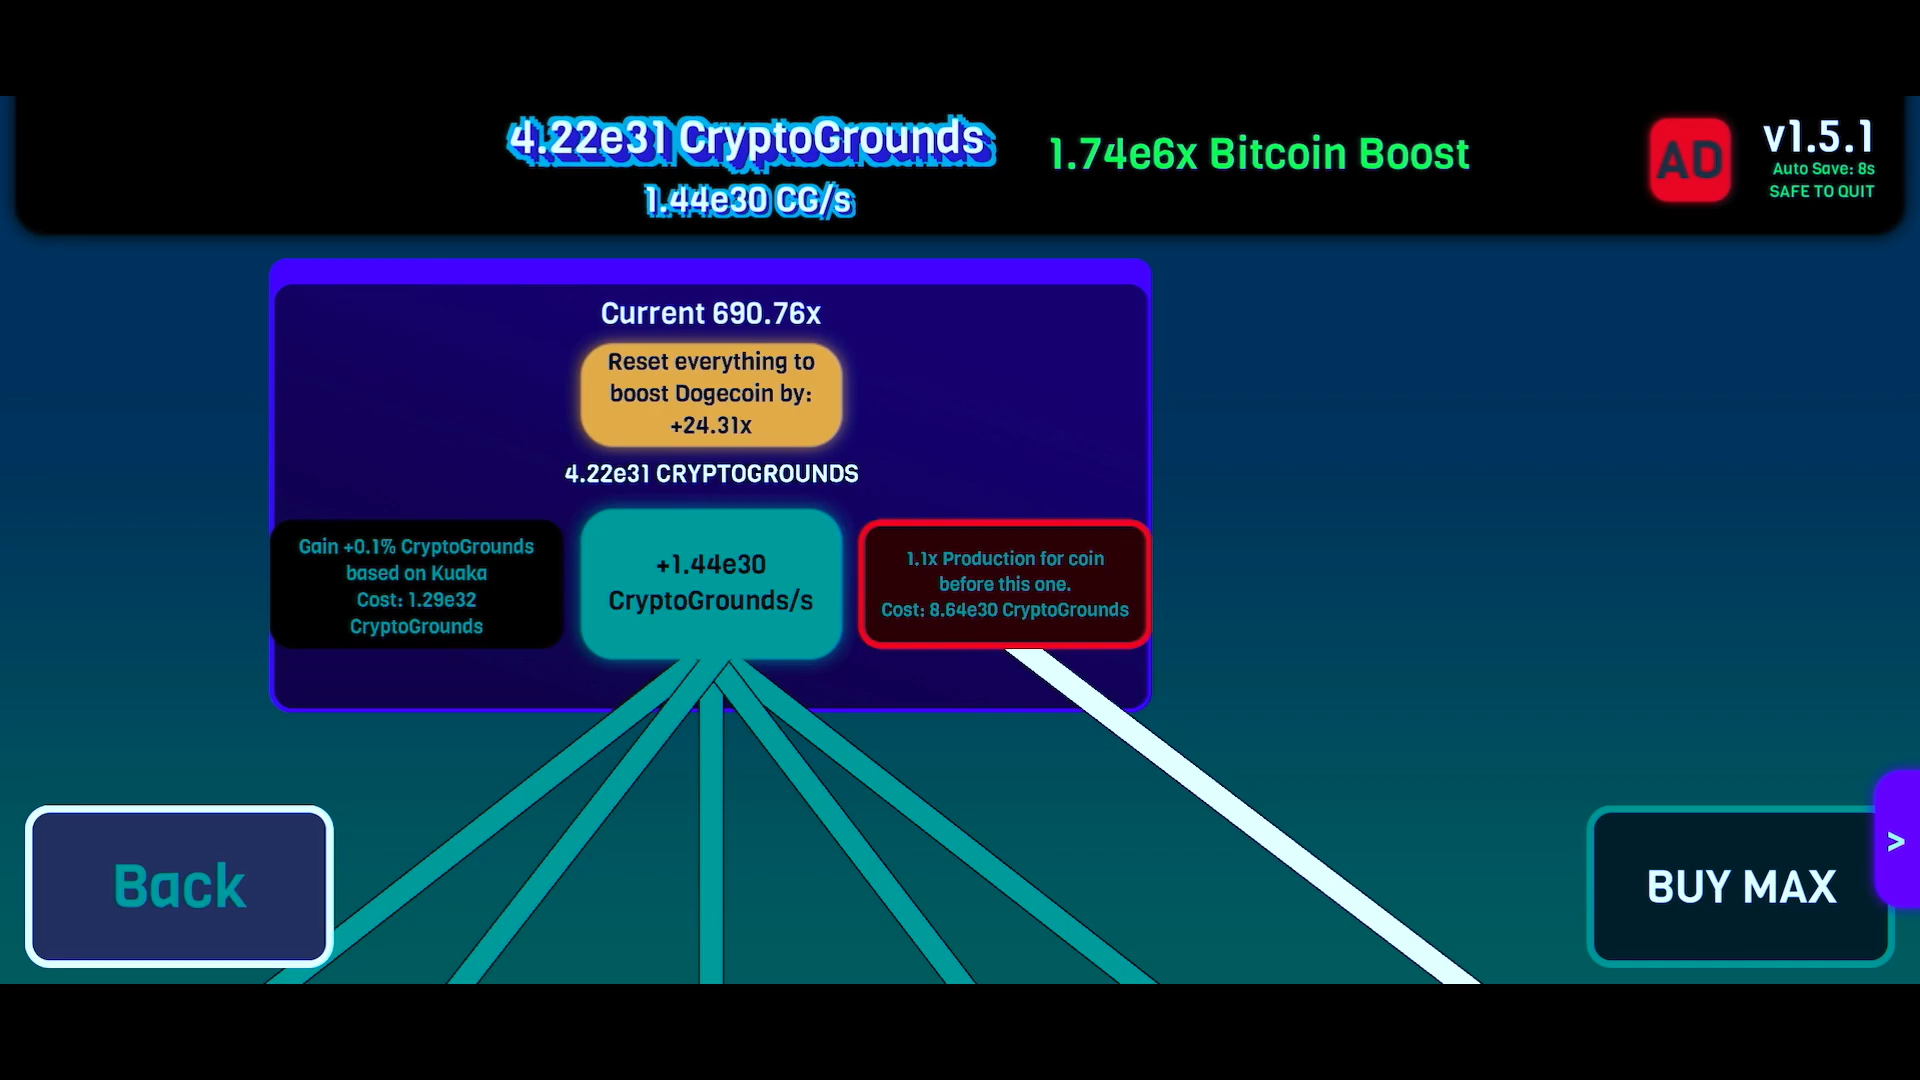 4.22e31 CryptoGrounds
1.44e30 CG/s
1.74e6x Bitcoin Boost
AD
v1.5.1
Auto Save: 8s
SAFE TO QUIT
Current 690.76x
Reset everything to
boost Dogecoin by:
+24.31x
4.22e31 CRYPTOGROUNDS
Gain +0.1% CryptoGrounds
based on Kuaka
Cost: 1.29e32
CryptoGrounds
+1.44e30
CryptoGrounds/s
1.1x Production for coin
before this one.
Cost: 8.64e30 CryptoGrounds
Back
BUY MAX
>